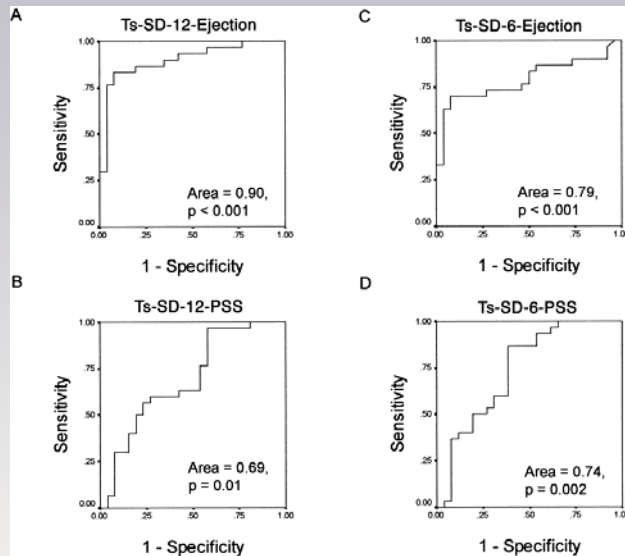 A
Ts-SD-12-Ejection
1.00
.75
.50
.25
0.00
Sensitivity
Area = 0.90,
p < 0.001
0.00 .25 .50 .75 1.00
1 - Specificity
C
Ts-SD-6-Ejection
1.00
.75
.50
.25
0.00
Sensitivity
Area = 0.79,
p < 0.001
0.00 .25 .50 .75 1.00
1 - Specificity
B
Ts-SD-12-PSS
1.00
.75
.50
.25
0.00
Sensitivity
Area = 0.69,
p = 0.01
0.00 .25 .50 .75 1.00
1 - Specificity
D
Ts-SD-6-PSS
1.00
.75
.50
.25
0.00
Sensitivity
Area = 0.74,
p = 0.002
0.00 .25 .50 .75 1.00
1 - Specificity